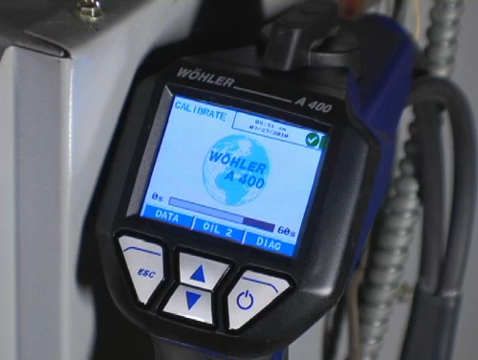 WÖHLER A 400
CALIBRATE
WÖHLER
A 400
0s 60s
DATA OIL 2 DIAG
ESC